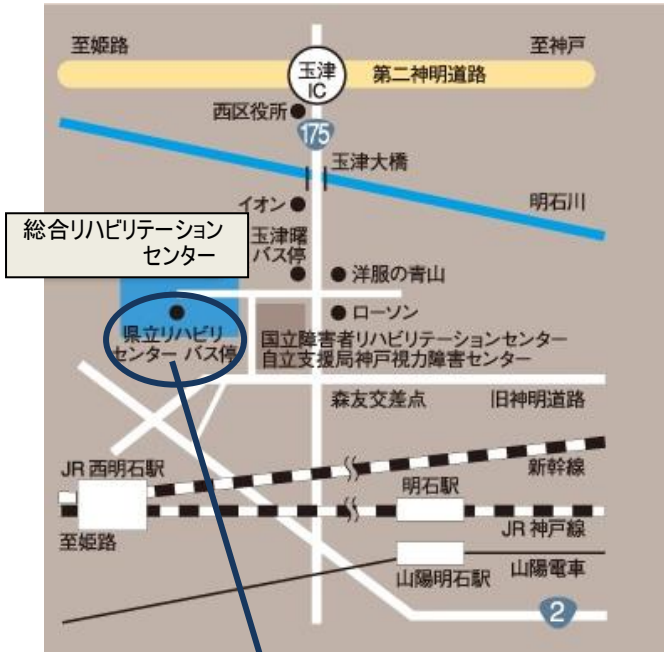 至姫路
至神戸
玉津
IC
第二神明道路
西区役所
175
玉津大橋
イオン
明石川
総合リハビリテーション
センター
玉津曙
バス停
洋服の青山
ローソン
県立リハビリ
センター バス停
国立障害者リハビリテーションセンター
自立支援局神戸視力障害センター
森友交差点
旧神明道路
JR 西明石駅
新幹線
明石駅
至姫路
JR 神戸線
山陽明石駅
山陽電車
2